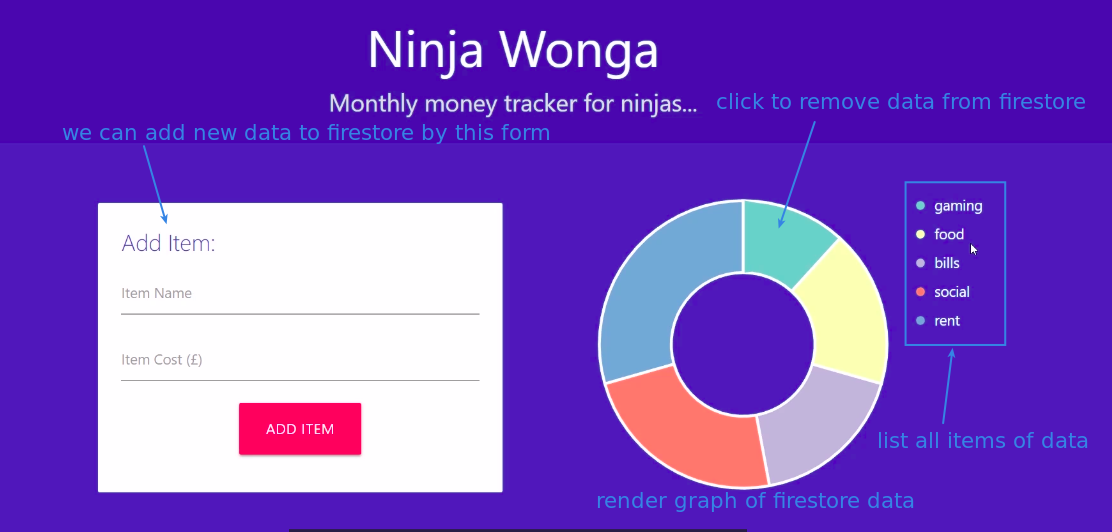 Ninja Wonga
Monthly money tracker for ninjas...
click to remove data from firestore
we can add new data to firestore by this form
Add Item:
Item Name
Item Cost (£)
ADD ITEM
gaming
food
bills
social
rent
list all items of data
render graph of firestore data